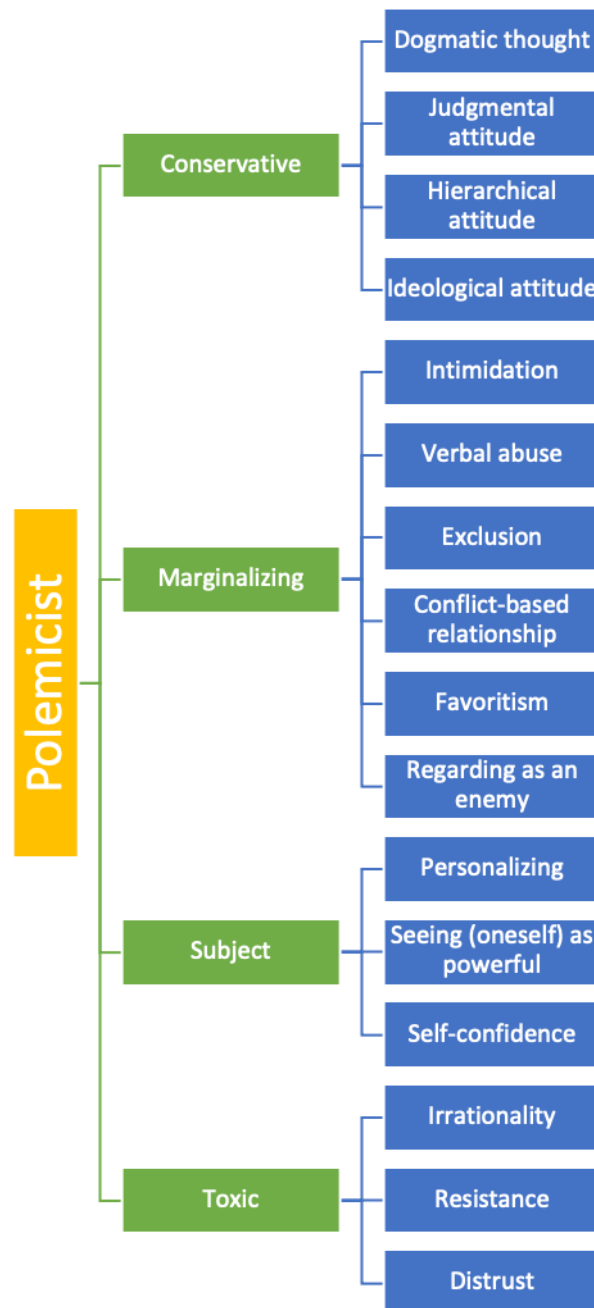 Polemicist
Conservative
Dogmatic thought
Judgmental
attitude
Hierarchical
attitude
Ideological attitude
Marginalizing
Intimidation
Verbal abuse
Exclusion
Conflict-based
relationship
Favoritism
Regarding as an
enemy
Subject
Personalizing
Seeing (oneself) as
powerful
Self-confidence
Toxic
Irrationality
Resistance
Distrust